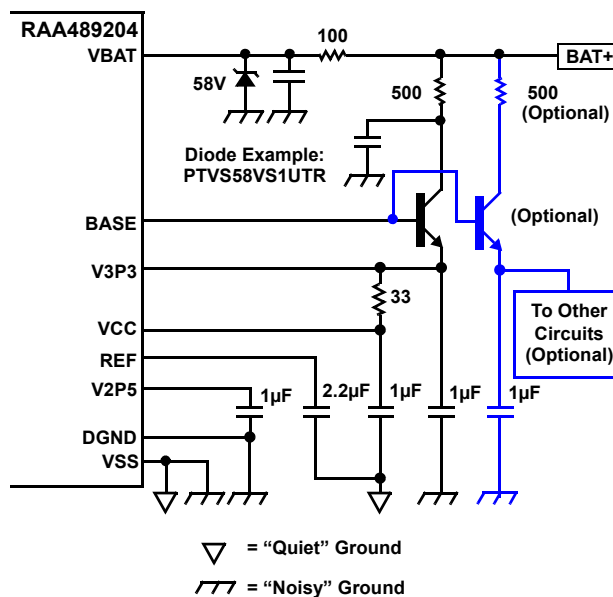 RAA489204
VBAT
100
BAT+
58V
500
500
(Optional)
Diode Example:
PTVS58VS1UTR
BASE
(Optional)
V3P3
33
VCC
To Other
Circuits
(Optional)
REF
V2P5
1µF
2.2µF
1µF
1µF
1µF
DGND
VSS
= “Quiet” Ground
= “Noisy” Ground